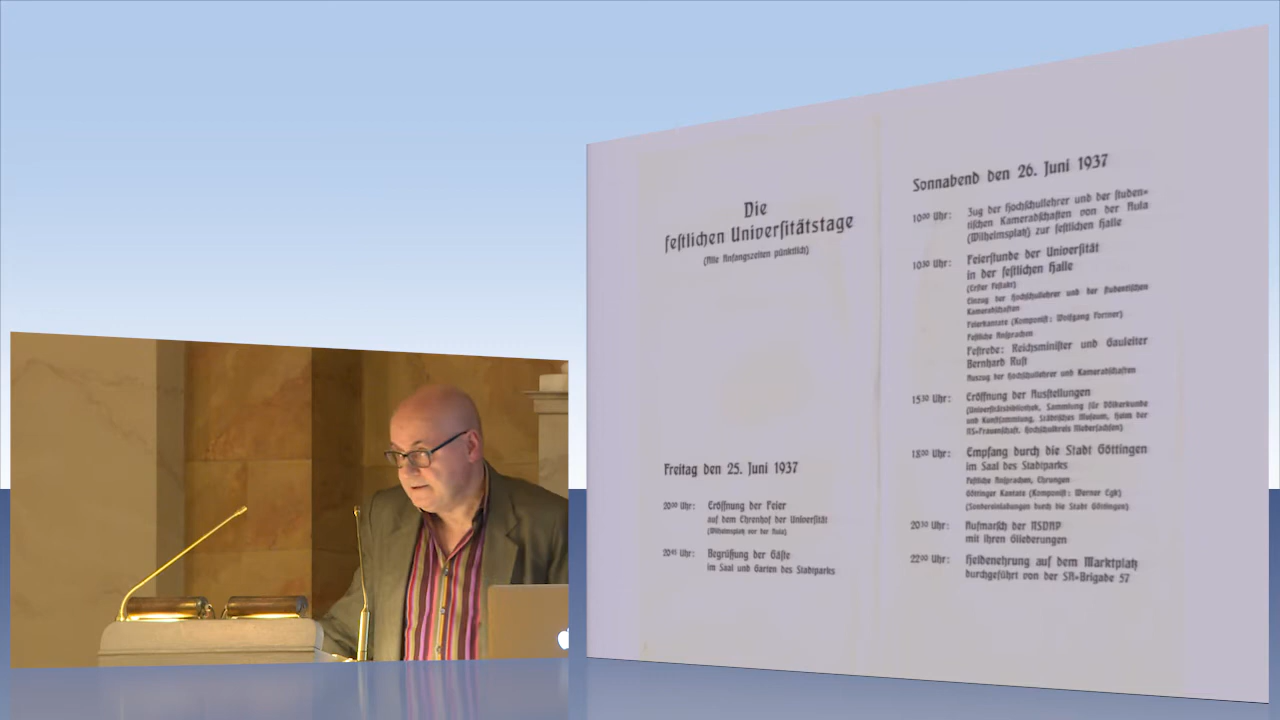 Die
festlichen Universitätstage
(Alle Anfangszeiten pünktlich)
Freitag den 25. Juni 1937
20⁰⁰ Uhr: Eröffnung der Feier
auf dem Ehrenhof der Universität
(Wilhelmsplatz vor der Aula)
20⁴⁵ Uhr: Begrüßung der Gäste
im Saal und Garten des Stadtparks
Sonnabend den 26. Juni 1937
10⁰⁰ Uhr: Zug der Hochschullehrer und der studen-
tischen Kameradschaften von der Aula
(Wilhelmsplatz) zur festlichen Halle
10³⁰ Uhr: Feierstunde der Universität
in der festlichen Halle
(Erster Festakt)
Einzug der Hochschullehrer und der studentischen
Kameradschaften
Feierkantate (Komponist: Wolfgang Fortner)
Festliche Ansprachen
Festrede: Reichsminister und Gauleiter
Bernhard Rust
Auszug der Hochschullehrer und Kameradschaften
15³⁰ Uhr: Eröffnung der Ausstellungen
(Universitätsbibliothek, Sammlung für Völkerkunde
und Kunstsammlung, Städtisches Museum, Heim der
NS-Frauenschaft, Hochschulkreis Niedersachsen)
18⁰⁰ Uhr: Empfang durch die Stadt Göttingen
im Saal des Stadtparks
Festliche Ansprachen, Ehrungen
Göttinger Kantate (Komponist: Werner Egk)
(Sondereinladungen durch die Stadt Göttingen)
20³⁰ Uhr: Aufmarsch der NSDAP
mit ihren Gliederungen
22⁰⁰ Uhr: Heldenehrung auf dem Marktplatz
durchgeführt von der SA-Brigade 57